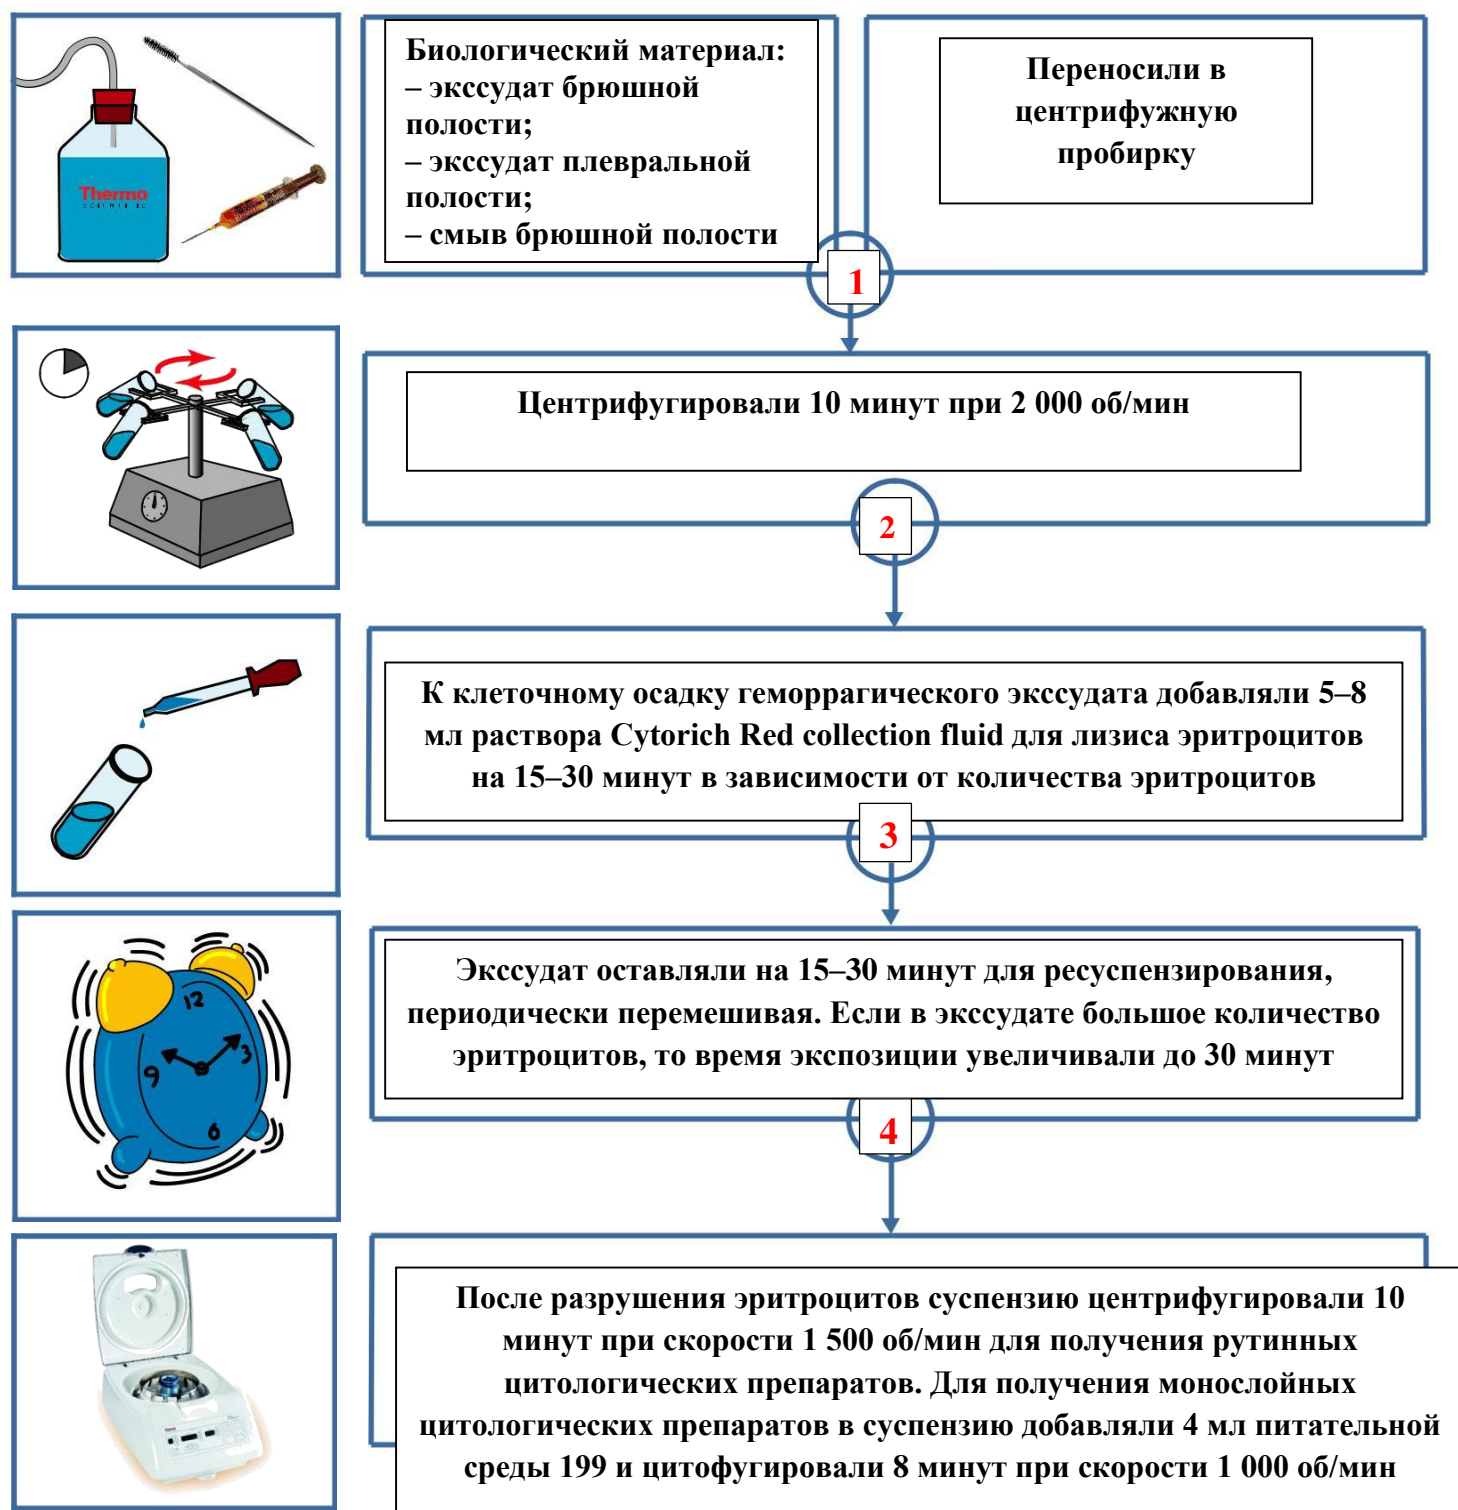 Thermo
SCIENTIFIC
Биологический материал:
– экссудат брюшной
полости;
– экссудат плевральной
полости;
– смыв брюшной полости
Переносили в
центрифужную
пробирку
1
Центрифугировали 10 минут при 2 000 об/мин
2
К клеточному осадку геморрагического экссудата добавляли 5–8
мл раствора Cytorich Red collection fluid для лизиса эритроцитов
на 15–30 минут в зависимости от количества эритроцитов
3
12
3
9
6
Экссудат оставляли на 15–30 минут для ресуспензирования,
периодически перемешивая. Если в экссудате большое количество
эритроцитов, то время экспозиции увеличивали до 30 минут
4
После разрушения эритроцитов суспензию центрифугировали 10
минут при скорости 1 500 об/мин для получения рутинных
цитологических препаратов. Для получения монослойных
цитологических препаратов в суспензию добавляли 4 мл питательной
среды 199 и цитофугировали 8 минут при скорости 1 000 об/мин